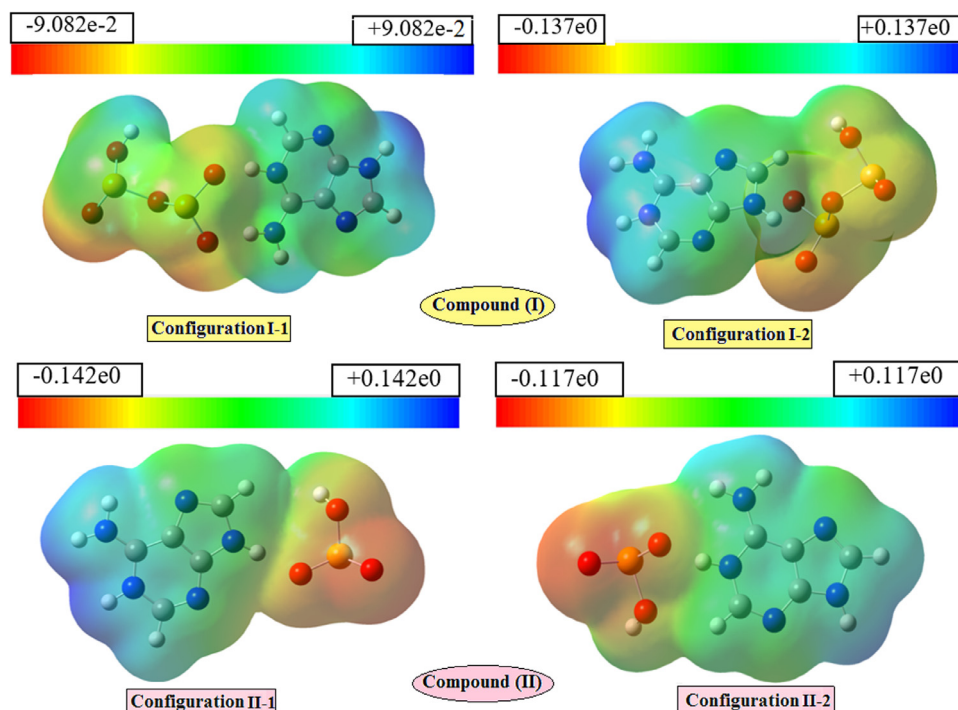 -9.082e-2
+9.082e-2
-0.137e0
+0.137e0
Configuration I-1
Compound (I)
Configuration I-2
-0.142e0
+0.142e0
-0.117e0
+0.117e0
Configuration II-1
Compound (II)
Configuration II-2